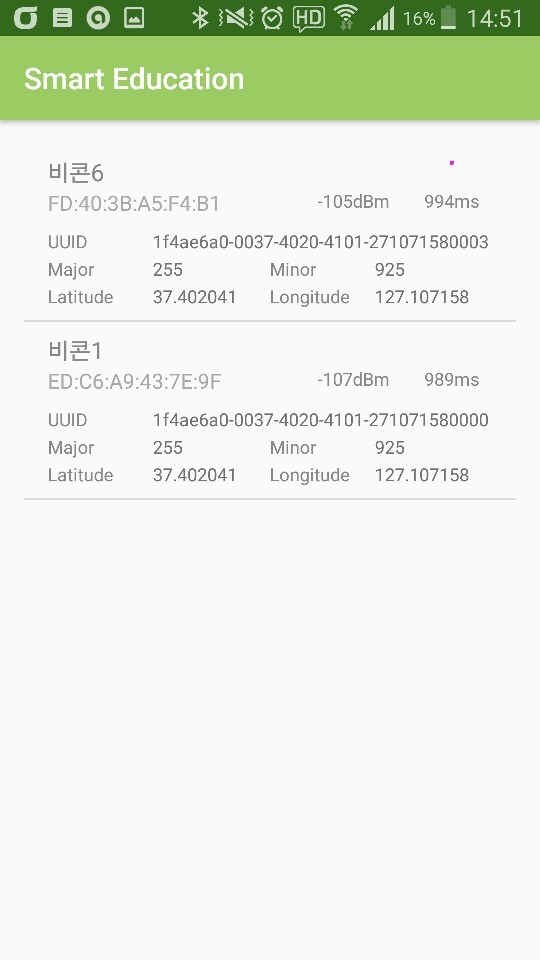 HD 16% 14:51
Smart Education
비콘6
FD:40:3B:A5:F4:B1 -105dBm 994ms
UUID 1f4ae6a0-0037-4020-4101-271071580003
Major 255 Minor 925
Latitude 37.402041 Longitude 127.107158
비콘1
ED:C6:A9:43:7E:9F -107dBm 989ms
UUID 1f4ae6a0-0037-4020-4101-271071580000
Major 255 Minor 925
Latitude 37.402041 Longitude 127.107158